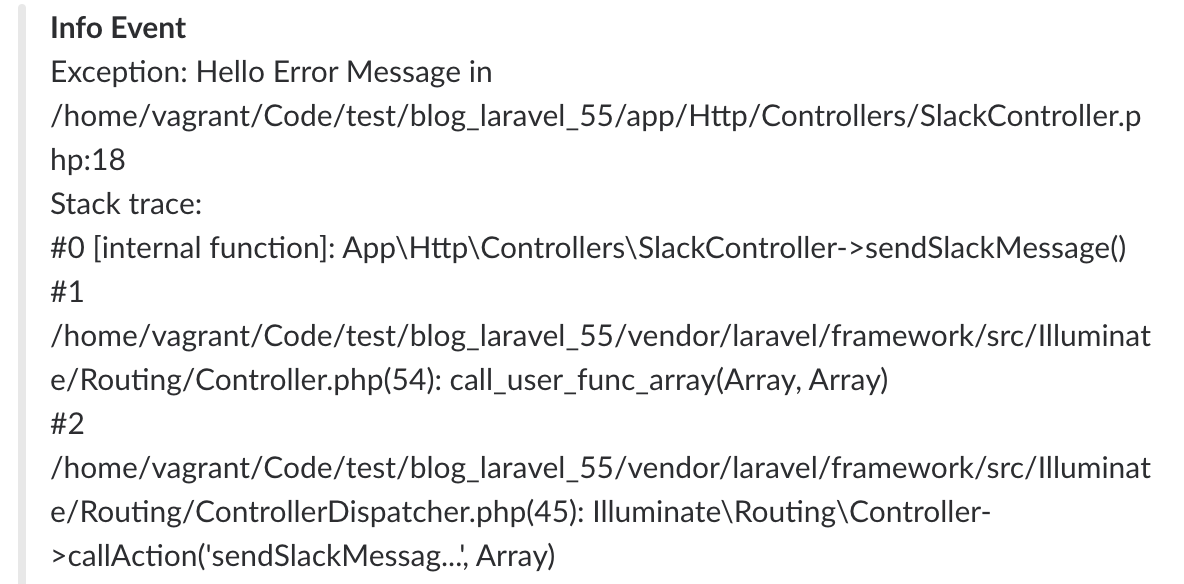 Info Event
Exception: Hello Error Message in
/home/vagrant/Code/test/blog_laravel_55/app/Http/Controllers/SlackController.p
hp:18
Stack trace:
#0 [internal function]: App\Http\Controllers\SlackController->sendSlackMessage()
#1
/home/vagrant/Code/test/blog_laravel_55/vendor/laravel/framework/src/Illuminat
e/Routing/Controller.php(54): call_user_func_array(Array, Array)
#2
/home/vagrant/Code/test/blog_laravel_55/vendor/laravel/framework/src/Illuminat
e/Routing/ControllerDispatcher.php(45): Illuminate\Routing\Controller-
>callAction('sendSlackMessag...', Array)